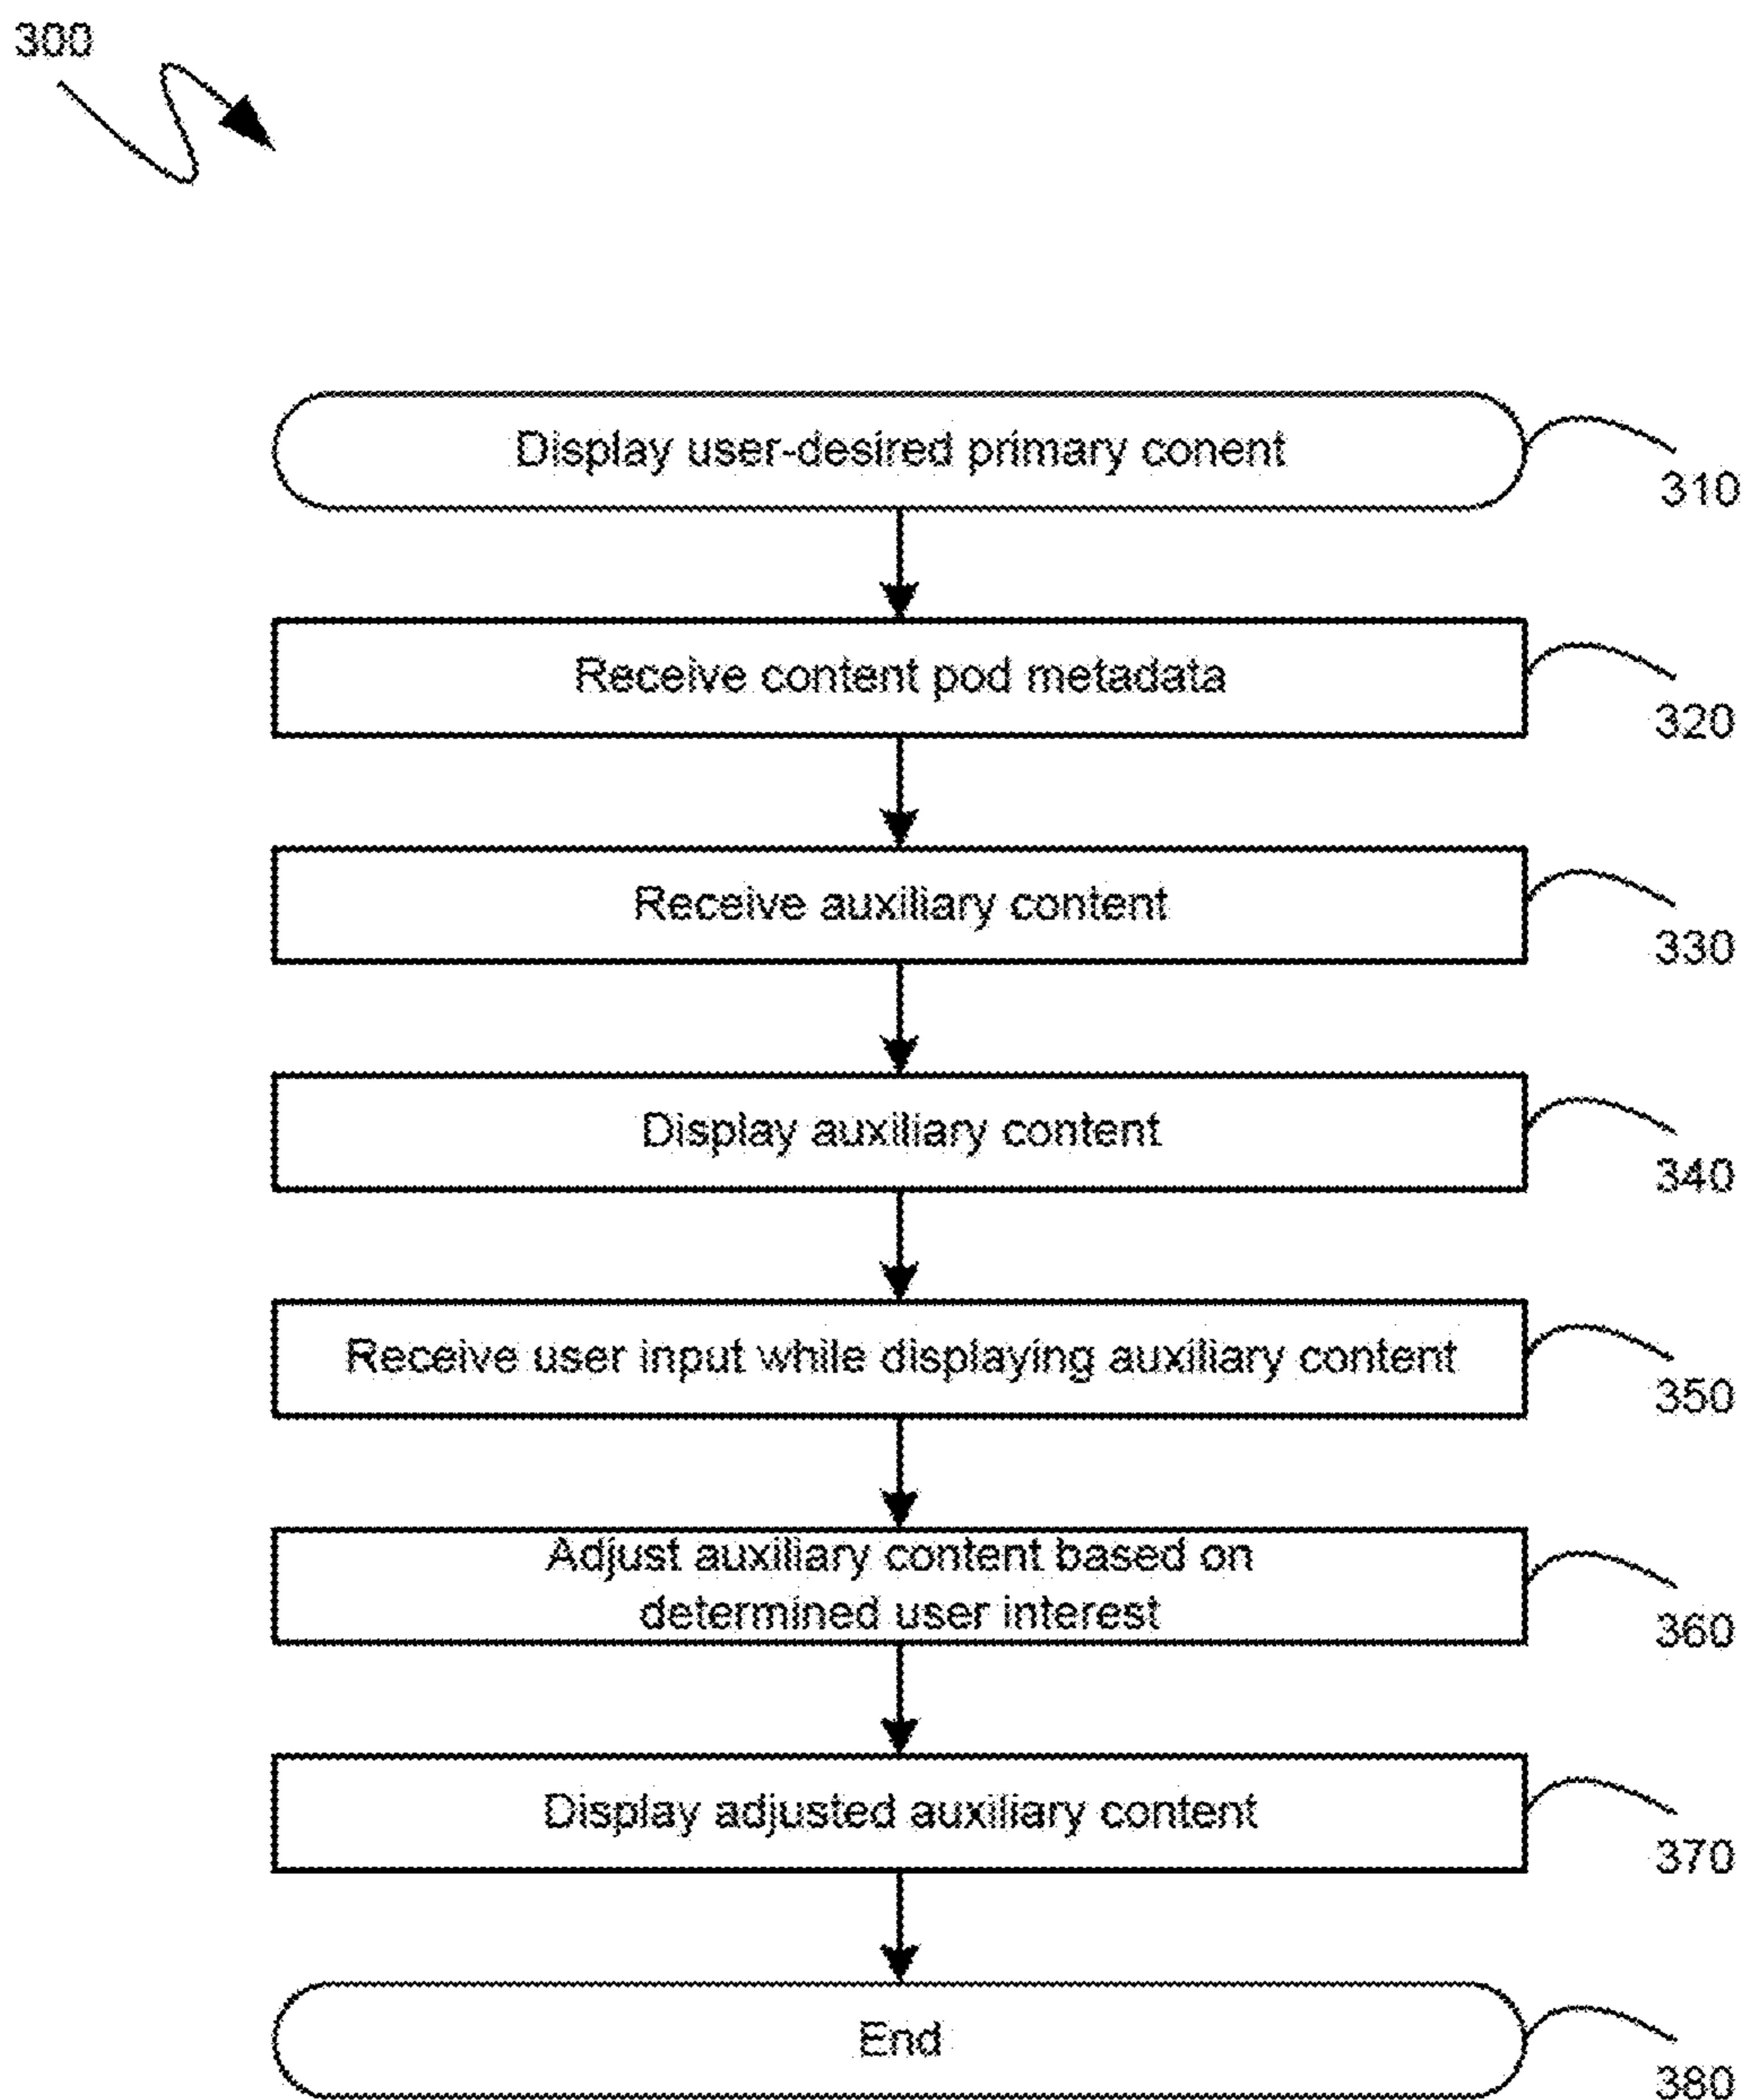 300
Display user-desired primary conent
310
Receive content pod metadata
320
Receive auxiliary content
330
Display auxiliary content
340
Receive user input while displaying auxiliary content
350
Adjust auxiliary content based on
determined user interest
360
Display adjusted auxiliary content
370
End
380